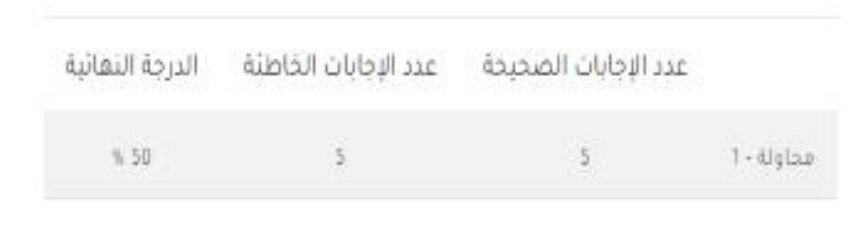 عدد الإجابات الصحيحة عدد الإجابات الخاطئة الدرجة النهائية
محاولة - 1 5 5 50 %